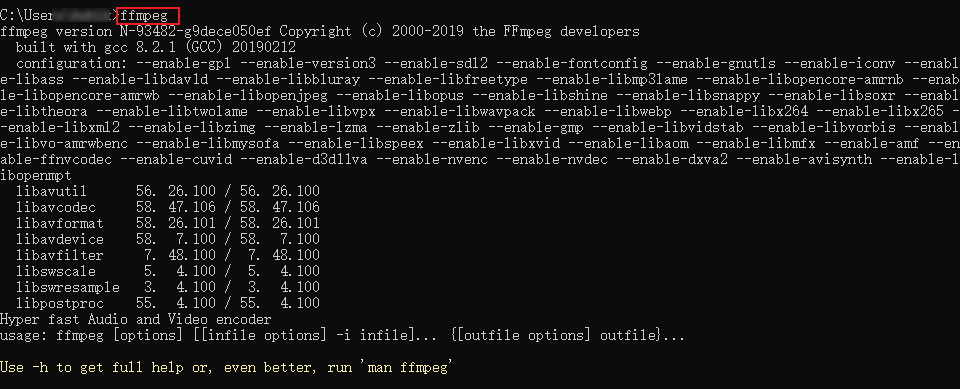 C:\User >ffmpeg
ffmpeg version N-93482-g9dece050ef Copyright (c) 2000-2019 the FFmpeg developers
  built with gcc 8.2.1 (GCC) 20190212
  configuration: --enable-gpl --enable-version3 --enable-sdl2 --enable-fontconfig --enable-gnutls --enable-iconv --enabl
e-libass --enable-libdav1d --enable-libbluray --enable-libfreetype --enable-libmp3lame --enable-libopencore-amrnb --enab
le-libopencore-amrwb --enable-libopenjpeg --enable-libopus --enable-libshine --enable-libsnappy --enable-libsoxr --enabl
e-libtheora --enable-libtwolame --enable-libvpx --enable-libwavpack --enable-libwebp --enable-libx264 --enable-libx265 -
-enable-libxml2 --enable-libzimg --enable-lzma --enable-zlib --enable-gmp --enable-libvidstab --enable-libvorbis --enabl
e-libvo-amrwbenc --enable-libmysofa --enable-libspeex --enable-libxvid --enable-libaom --enable-libmfx --enable-amf --en
able-ffnvcodec --enable-cuvid --enable-d3d11va --enable-nvenc --enable-nvdec --enable-dxva2 --enable-avisynth --enable-l
ibopenmpt
  libavutil      56. 26.100 / 56. 26.100
  libavcodec     58. 47.106 / 58. 47.106
  libavformat    58. 26.101 / 58. 26.101
  libavdevice    58.  7.100 / 58.  7.100
  libavfilter     7. 48.100 /  7. 48.100
  libswscale      5.  4.100 /  5.  4.100
  libswresample   3.  4.100 /  3.  4.100
  libpostproc    55.  4.100 / 55.  4.100
Hyper fast Audio and Video encoder
usage: ffmpeg [options] [[infile options] -i infile]... {[outfile options] outfile}...
Use -h to get full help or, even better, run 'man ffmpeg'